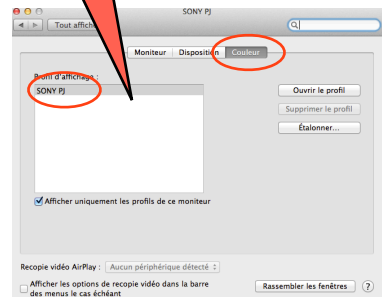 SONY PJ
Tout afficher
Moniteur Disposition Couleur
Profil d'affichage :
SONY PJ
Ouvrir le profil
Supprimer le profil
Étalonner...
Afficher uniquement les profils de ce moniteur
Recopie vidéo AirPlay : Aucun périphérique détecté
Afficher les options de recopie vidéo dans la barre
des menus le cas échéant
Rassembler les fenêtres ?